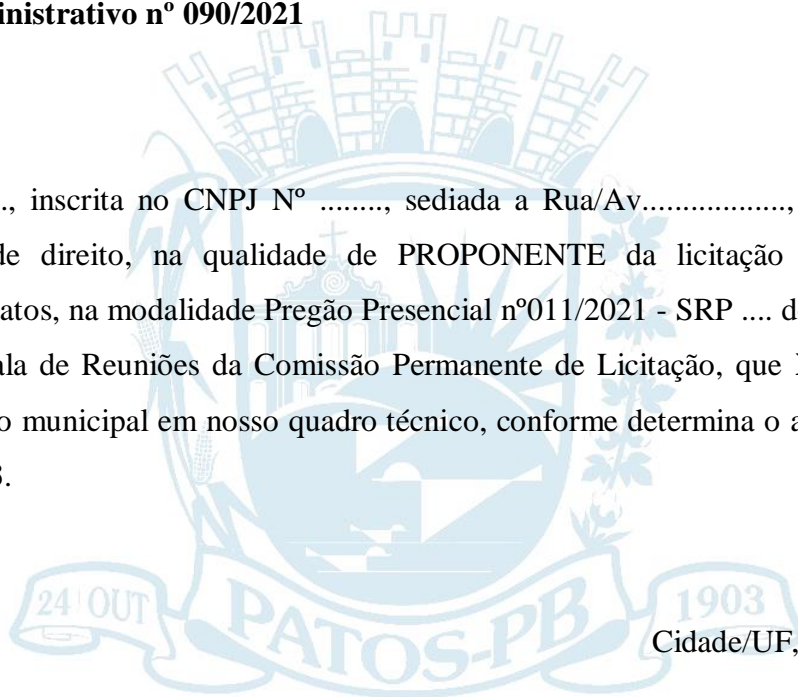 inistrativo nº 090/2021
.., inscrita no CNPJ Nº ........, sediada a Rua/Av.................,
de direito, na qualidade de PROPONENTE da licitação
atos, na modalidade Pregão Presencial nº011/2021 - SRP .... d
ala de Reuniões da Comissão Permanente de Licitação, que
o municipal em nosso quadro técnico, conforme determina o a
.
24 OUT
PATOS-PB
1903
Cidade/UF,